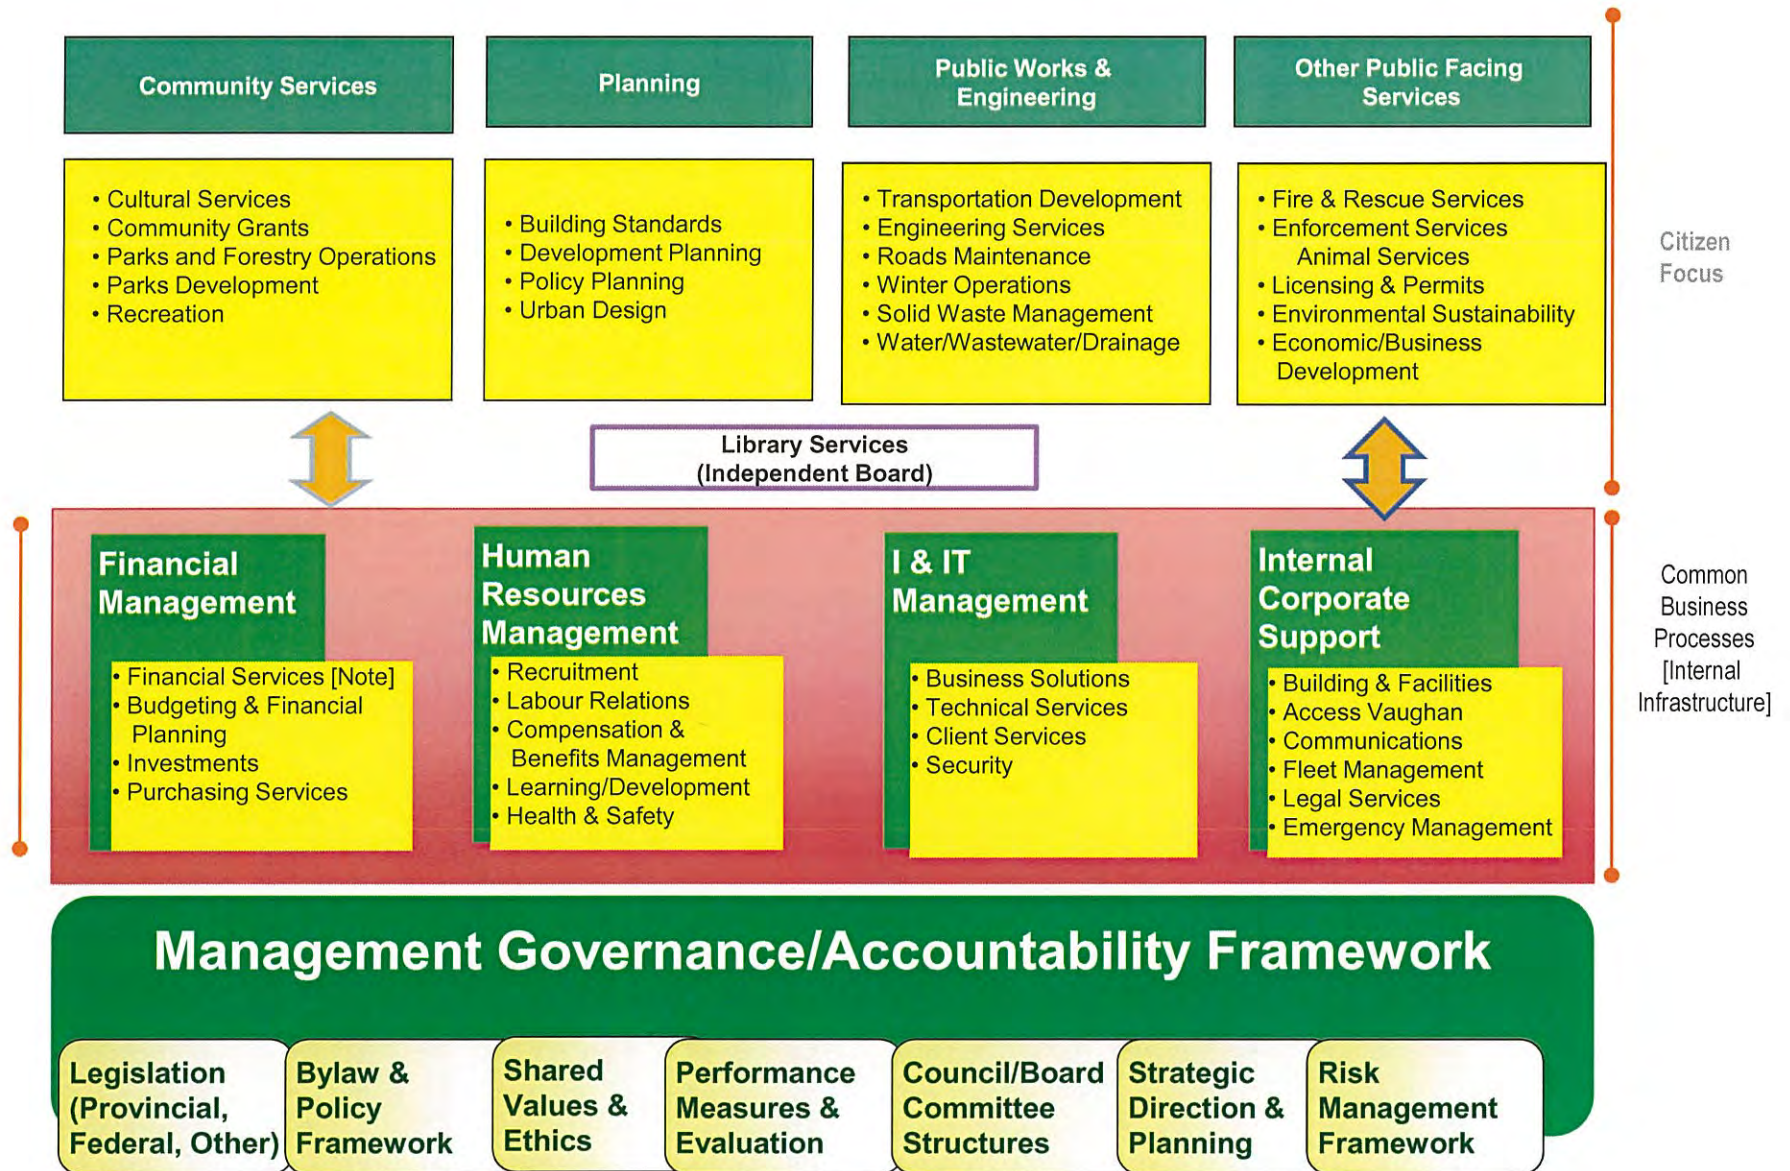 Community Services
Planning
Public Works &
Engineering
Other Public Facing
Services
• Cultural Services
• Community Grants
• Parks and Forestry Operations
• Parks Development
• Recreation
• Building Standards
• Development Planning
• Policy Planning
• Urban Design
• Transportation Development
• Engineering Services
• Roads Maintenance
• Winter Operations
• Solid Waste Management
• Water/Wastewater/Drainage
• Fire & Rescue Services
• Enforcement Services
Animal Services
• Licensing & Permits
• Environmental Sustainability
• Economic/Business
Development
Citizen
Focus
Library Services
(Independent Board)
Financial
Management
• Financial Services [Note]
• Budgeting & Financial
Planning
• Investments
• Purchasing Services
Human
Resources
Management
• Recruitment
• Labour Relations
• Compensation &
Benefits Management
• Learning/Development
• Health & Safety
I & IT
Management
• Business Solutions
• Technical Services
• Client Services
• Security
Internal
Corporate
Support
• Building & Facilities
• Access Vaughan
• Communications
• Fleet Management
• Legal Services
• Emergency Management
Common
Business
Processes
[Internal
Infrastructure]
Management Governance/Accountability Framework
Legislation
(Provincial,
Federal, Other)
Bylaw &
Policy
Framework
Shared
Values &
Ethics
Performance
Measures &
Evaluation
Council/Board
Committee
Structures
Strategic
Direction &
Planning
Risk
Management
Framework